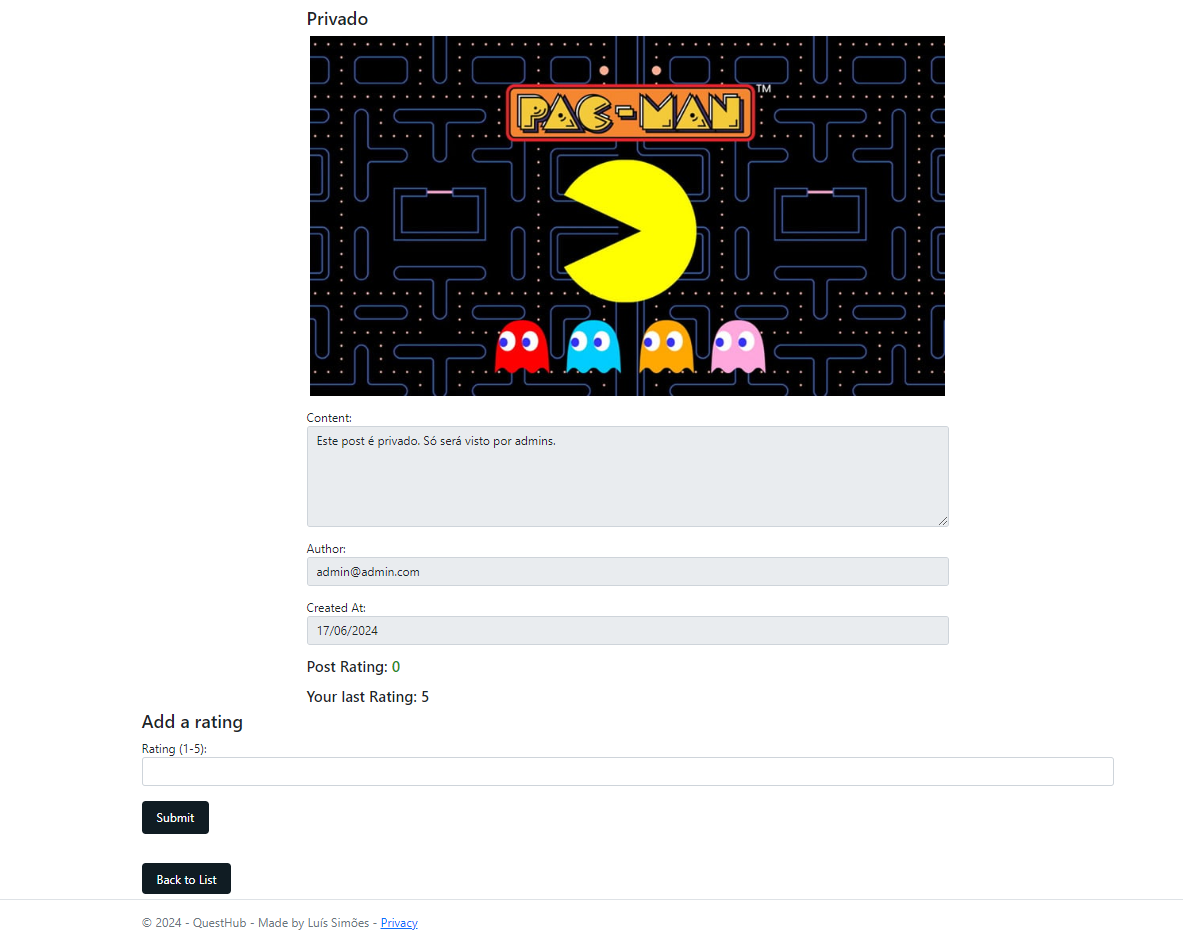 Privado
PAC-MAN™
Content:
Este post é privado. Só será visto por admins.
Author:
admin@admin.com
Created At:
17/06/2024
Post Rating: 0
Your last Rating: 5
Add a rating
Rating (1-5):
Submit
Back to List
© 2024 - QuestHub - Made by Luís Simões - Privacy